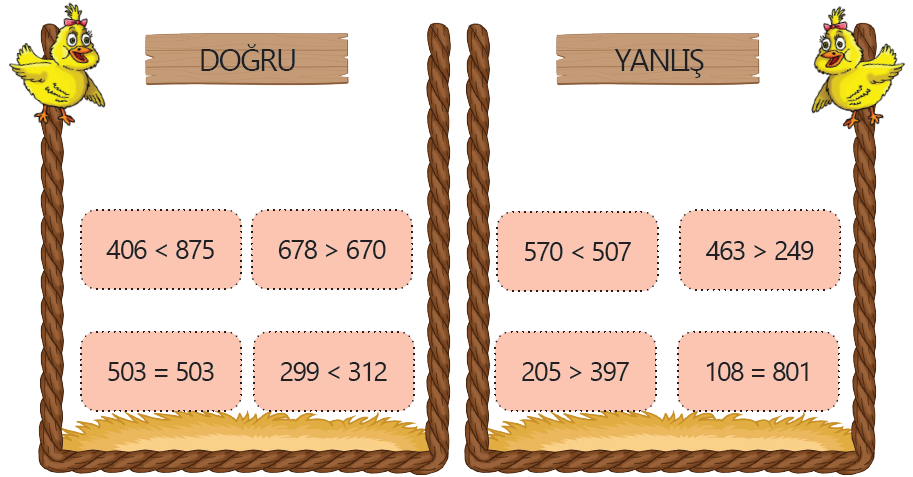 DOĞRU
YANLIŞ
406 < 875
678 > 670
570 < 507
463 > 249
503 = 503
299 < 312
205 > 397
108 = 801